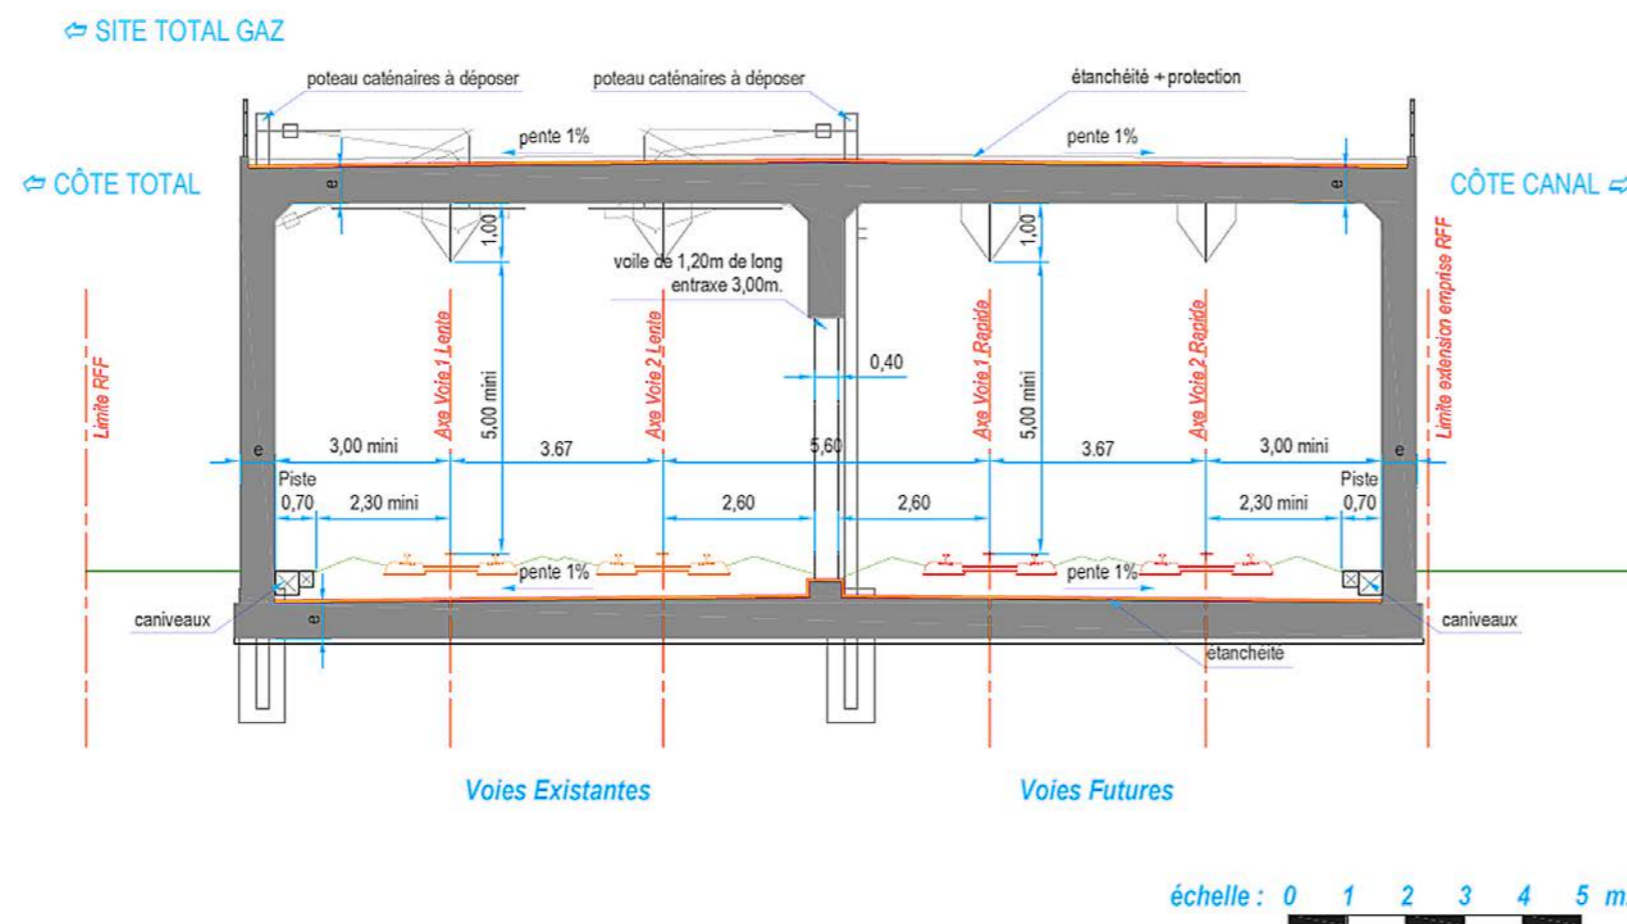 ⇦ SITE TOTAL GAZ
poteau caténaires à déposer
poteau caténaires à déposer
étanchéité + protection
pente 1%
pente 1%
⇦ CÔTE TOTAL
e
e
CÔTE CANAL ⇨
1,00
1,00
voile de 1,20m de long
entraxe 3,00m.
Limite RFF
Axe Voie 1 Lente
5,00 mini
Axe Voie 2 Lente
0,40
Axe Voie 1 Rapide
5,00 mini
Axe Voie 2 Rapide
Limite extension emprise RFF
e
3,00 mini
3.67
5,60
3.67
3,00 mini
e
Piste
0,70
2,30 mini
2,60
2,60
2,30 mini
Piste
0,70
pente 1%
pente 1%
caniveaux
e
étanchéité
caniveaux
Voies Existantes
Voies Futures
échelle : 0 1 2 3 4 5 m.